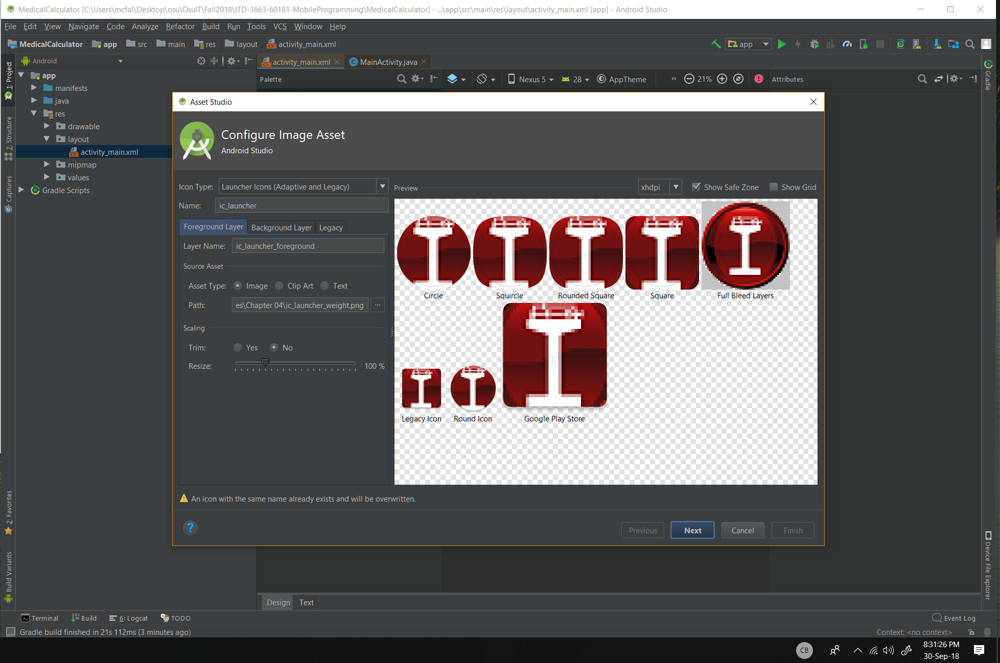 MedicalCalculator [C:\Users\mcfal\Desktop\osu\OsuIT\Fall2018\ITD-3663-60181-MobileProgramming\MedicalCalculator] - ...\app\src\main\res\layout\activity_main.xml [app] - Android Studio
File Edit View Navigate Code Analyze Refactor Build Run Tools VCS Window Help
MedicalCalculator app src main res layout activity_main.xml app
Android activity_main.xml MainActivity.java
1: Project
7: Structure
Captures
2: Favorites
Build Variants
app
manifests
java
res
drawable
layout
activity_main.xml
mipmap
values
Gradle Scripts
Palette Nexus 5 28 AppTheme » 21% Attributes
Gradle
Device File Explorer
Asset Studio
Configure Image Asset
Android Studio
Icon Type: Launcher Icons (Adaptive and Legacy)
Name: ic_launcher
Foreground Layer Background Layer Legacy
Layer Name: ic_launcher_foreground
Source Asset
Asset Type: Image Clip Art Text
Path: es\Chapter 04\ic_launcher_weight.png ...
Scaling
Trim: Yes No
Resize: 100 %
Preview xhdpi Show Safe Zone Show Grid
Circle Squircle Rounded Square Square Full Bleed Layers
Legacy Icon Round Icon Google Play Store
An icon with the same name already exists and will be overwritten.
? Previous Next Cancel Finish
Design Text
Terminal Build 6: Logcat TODO Event Log
Gradle build finished in 21s 112ms (3 minutes ago) Context: <no context>
CB 8:31:26 PM
30-Sep-18